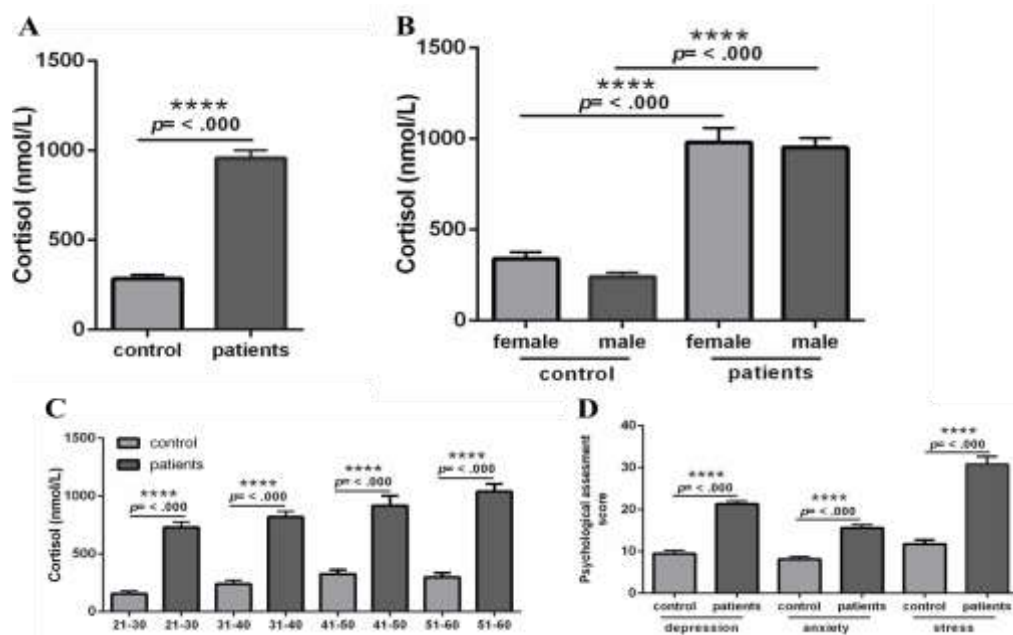 A
Cortisol (nmol/L)
1500
1000
500
0
****
p= < .000
control patients
B
Cortisol (nmol/L)
1500
1000
500
0
****
p= < .000
****
p= < .000
female male female male
control patients
C
Cortisol (nmol/L)
1500
1000
500
0
control
patients
****
p= < .000
****
p= < .000
****
p= < .000
****
p= < .000
21-30 21-30 31-40 31-40 41-50 41-50 51-60 51-60
D
Psychological assesment
score
40
30
20
10
0
****
p= < .000
****
p= < .000
****
p= < .000
control patients control patients control patients
depression anxiety stress